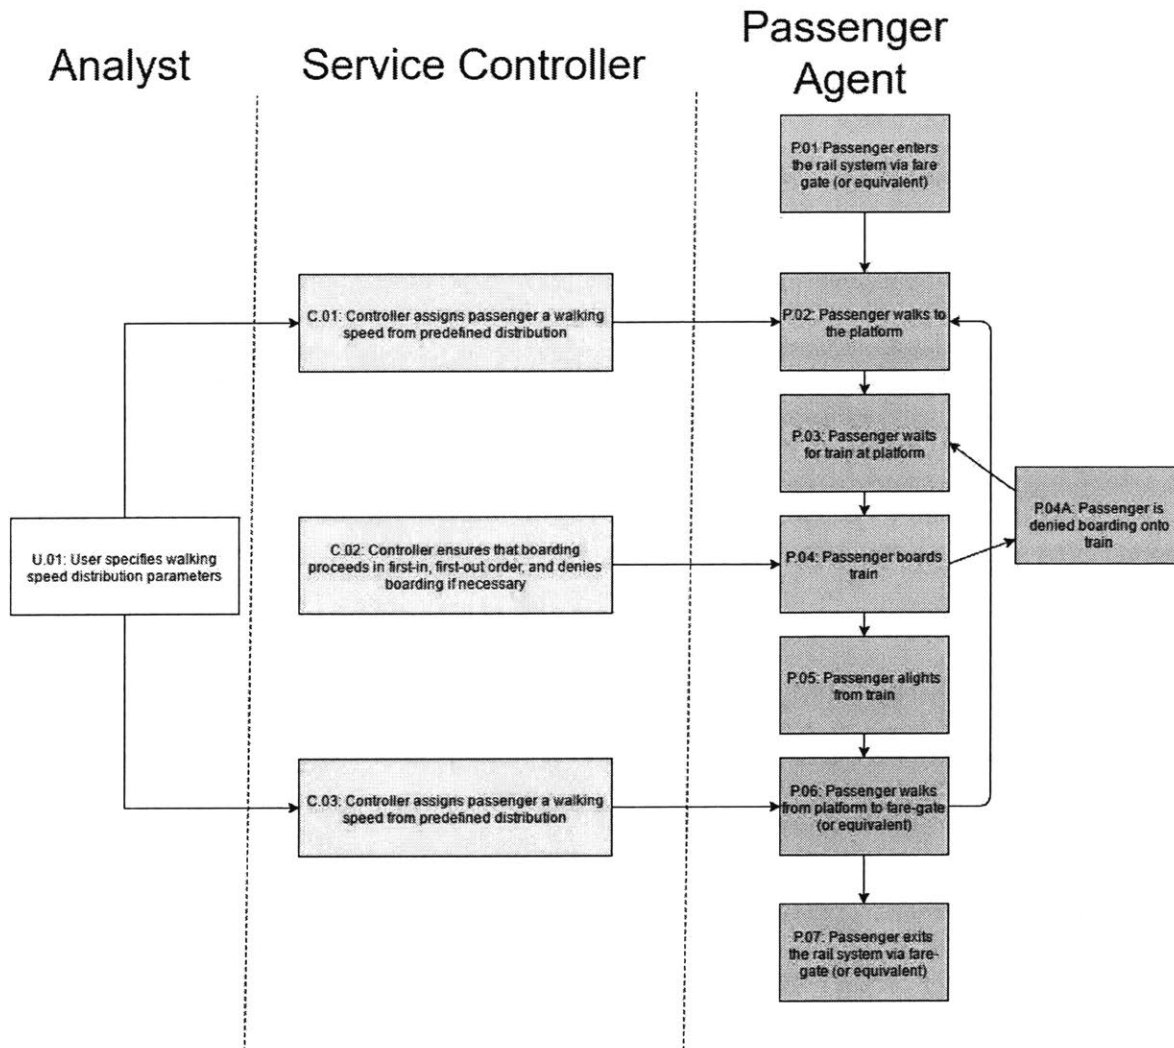 Analyst
Service Controller
Passenger
Agent
P.01 Passenger enters
the rail system via fare
gate (or equivalent)
C.01: Controller assigns passenger a walking
speed from predefined distribution
P.02: Passenger walks to
the platform
P.03: Passenger waits
for train at platform
U.01: User specifies walking
speed distribution parameters
C.02: Controller ensures that boarding
proceeds in first-in, first-out order, and denies
boarding if necessary
P.04: Passenger boards
train
P.04A: Passenger is
denied boarding onto
train
P.05: Passenger alights
from train
C.03: Controller assigns passenger a walking
speed from predefined distribution
P.06: Passenger walks
from platform to fare-gate
(or equivalent)
P.07: Passenger exits
the rail system via fare-
gate (or equivalent)